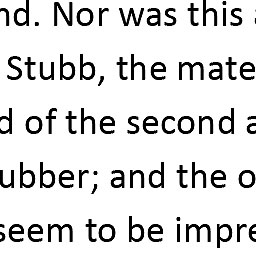 nd. Nor was this
Stubb, the mate
d of the second a
ubber; and the o
seem to be impre